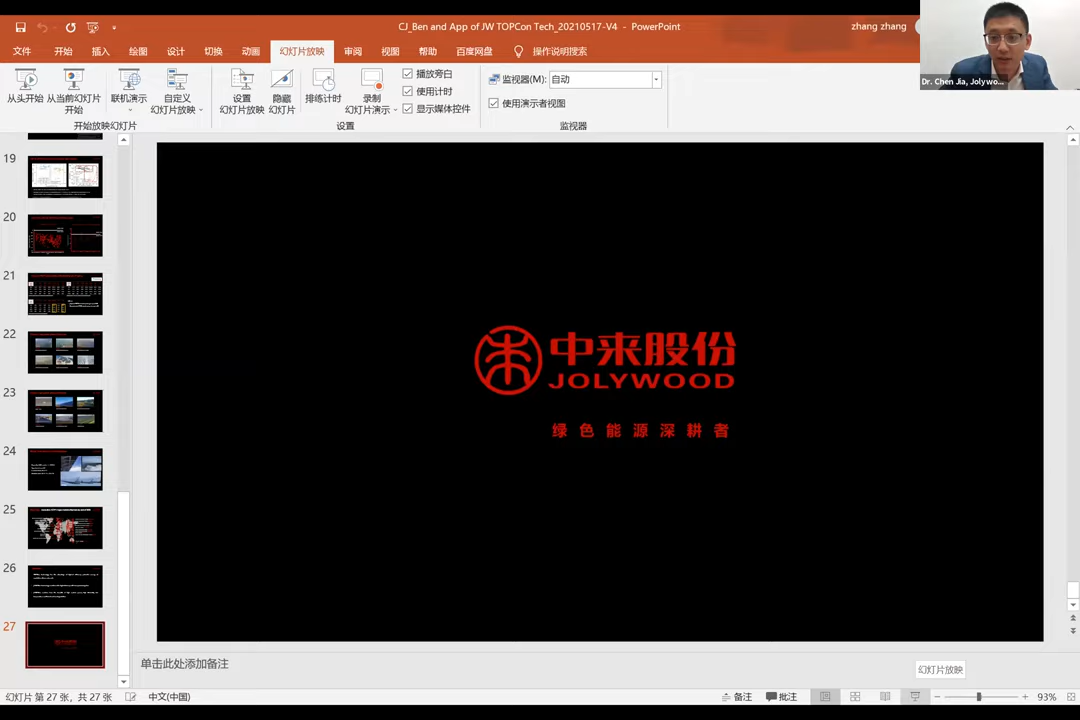 CJ_Ben and App of JW TOPCon Tech_20210517-V4 - PowerPoint
zhang zhang
文件 开始 插入 绘图 设计 切换 动画 幻灯片放映 审阅 视图 帮助 百度网盘 操作说明搜索
从头开始
从当前幻灯片
开始
联机演示
自定义
幻灯片放映
开始放映幻灯片
设置
幻灯片放映
隐藏
幻灯片
排练计时
录制
幻灯片演示
播放旁白
使用计时
显示媒体控件
设置
监视器(M): 自动
使用演示者视图
监视器
Dr. Chen Jia, Jolywo...
19
20
21
22
23
24
25
26
27
中来股份
JOLYWOOD
绿色能源深耕者
单击此处添加备注
幻灯片放映
幻灯片 第 27 张，共 27 张 中文(中国) 备注 批注 93%